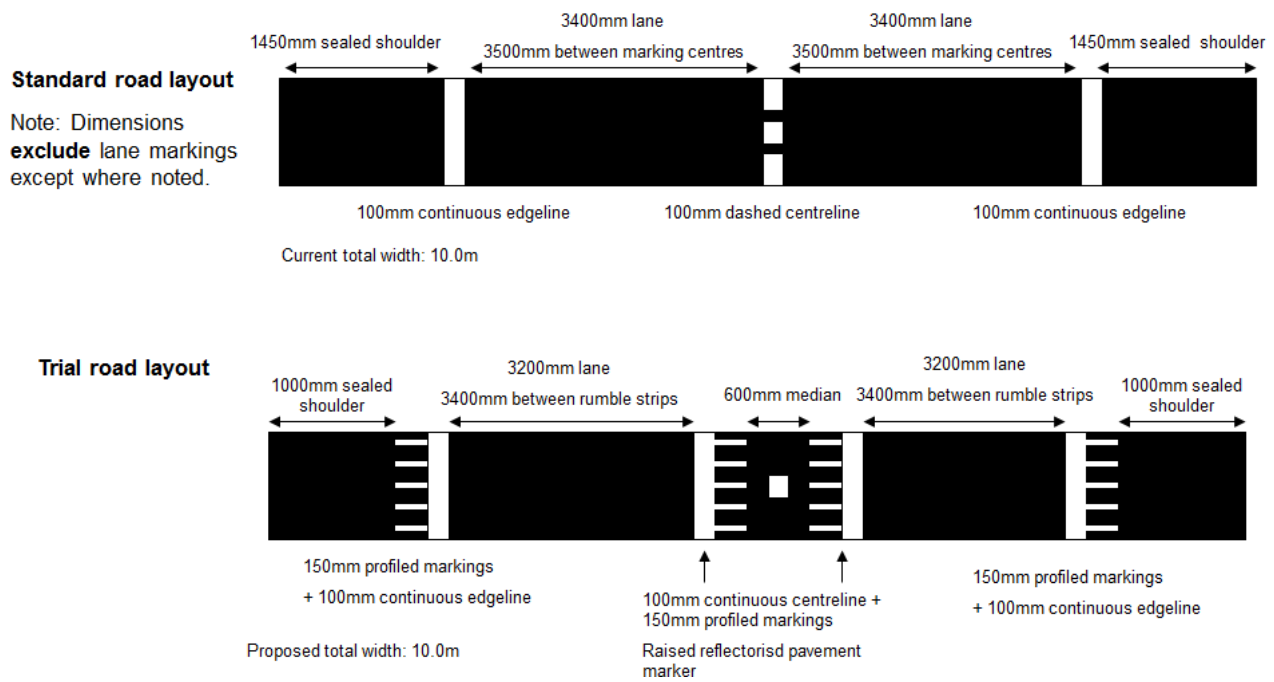 3400mm lane
3400mm lane
1450mm sealed shoulder
3500mm between marking centres
3500mm between marking centres
1450mm sealed shoulder
Standard road layout
Note: Dimensions
exclude lane markings
except where noted.
100mm continuous edgeline
100mm dashed centreline
100mm continuous edgeline
Current total width: 10.0m
Trial road layout
1000mm sealed
shoulder
3200mm lane
3400mm between rumble strips
600mm median
3200mm lane
3400mm between rumble strips
1000mm sealed
shoulder
150mm profiled markings
+ 100mm continuous edgeline
100mm continuous centreline +
150mm profiled markings
Raised reflectorisd pavement
marker
150mm profiled markings
+ 100mm continuous edgeline
Proposed total width: 10.0m